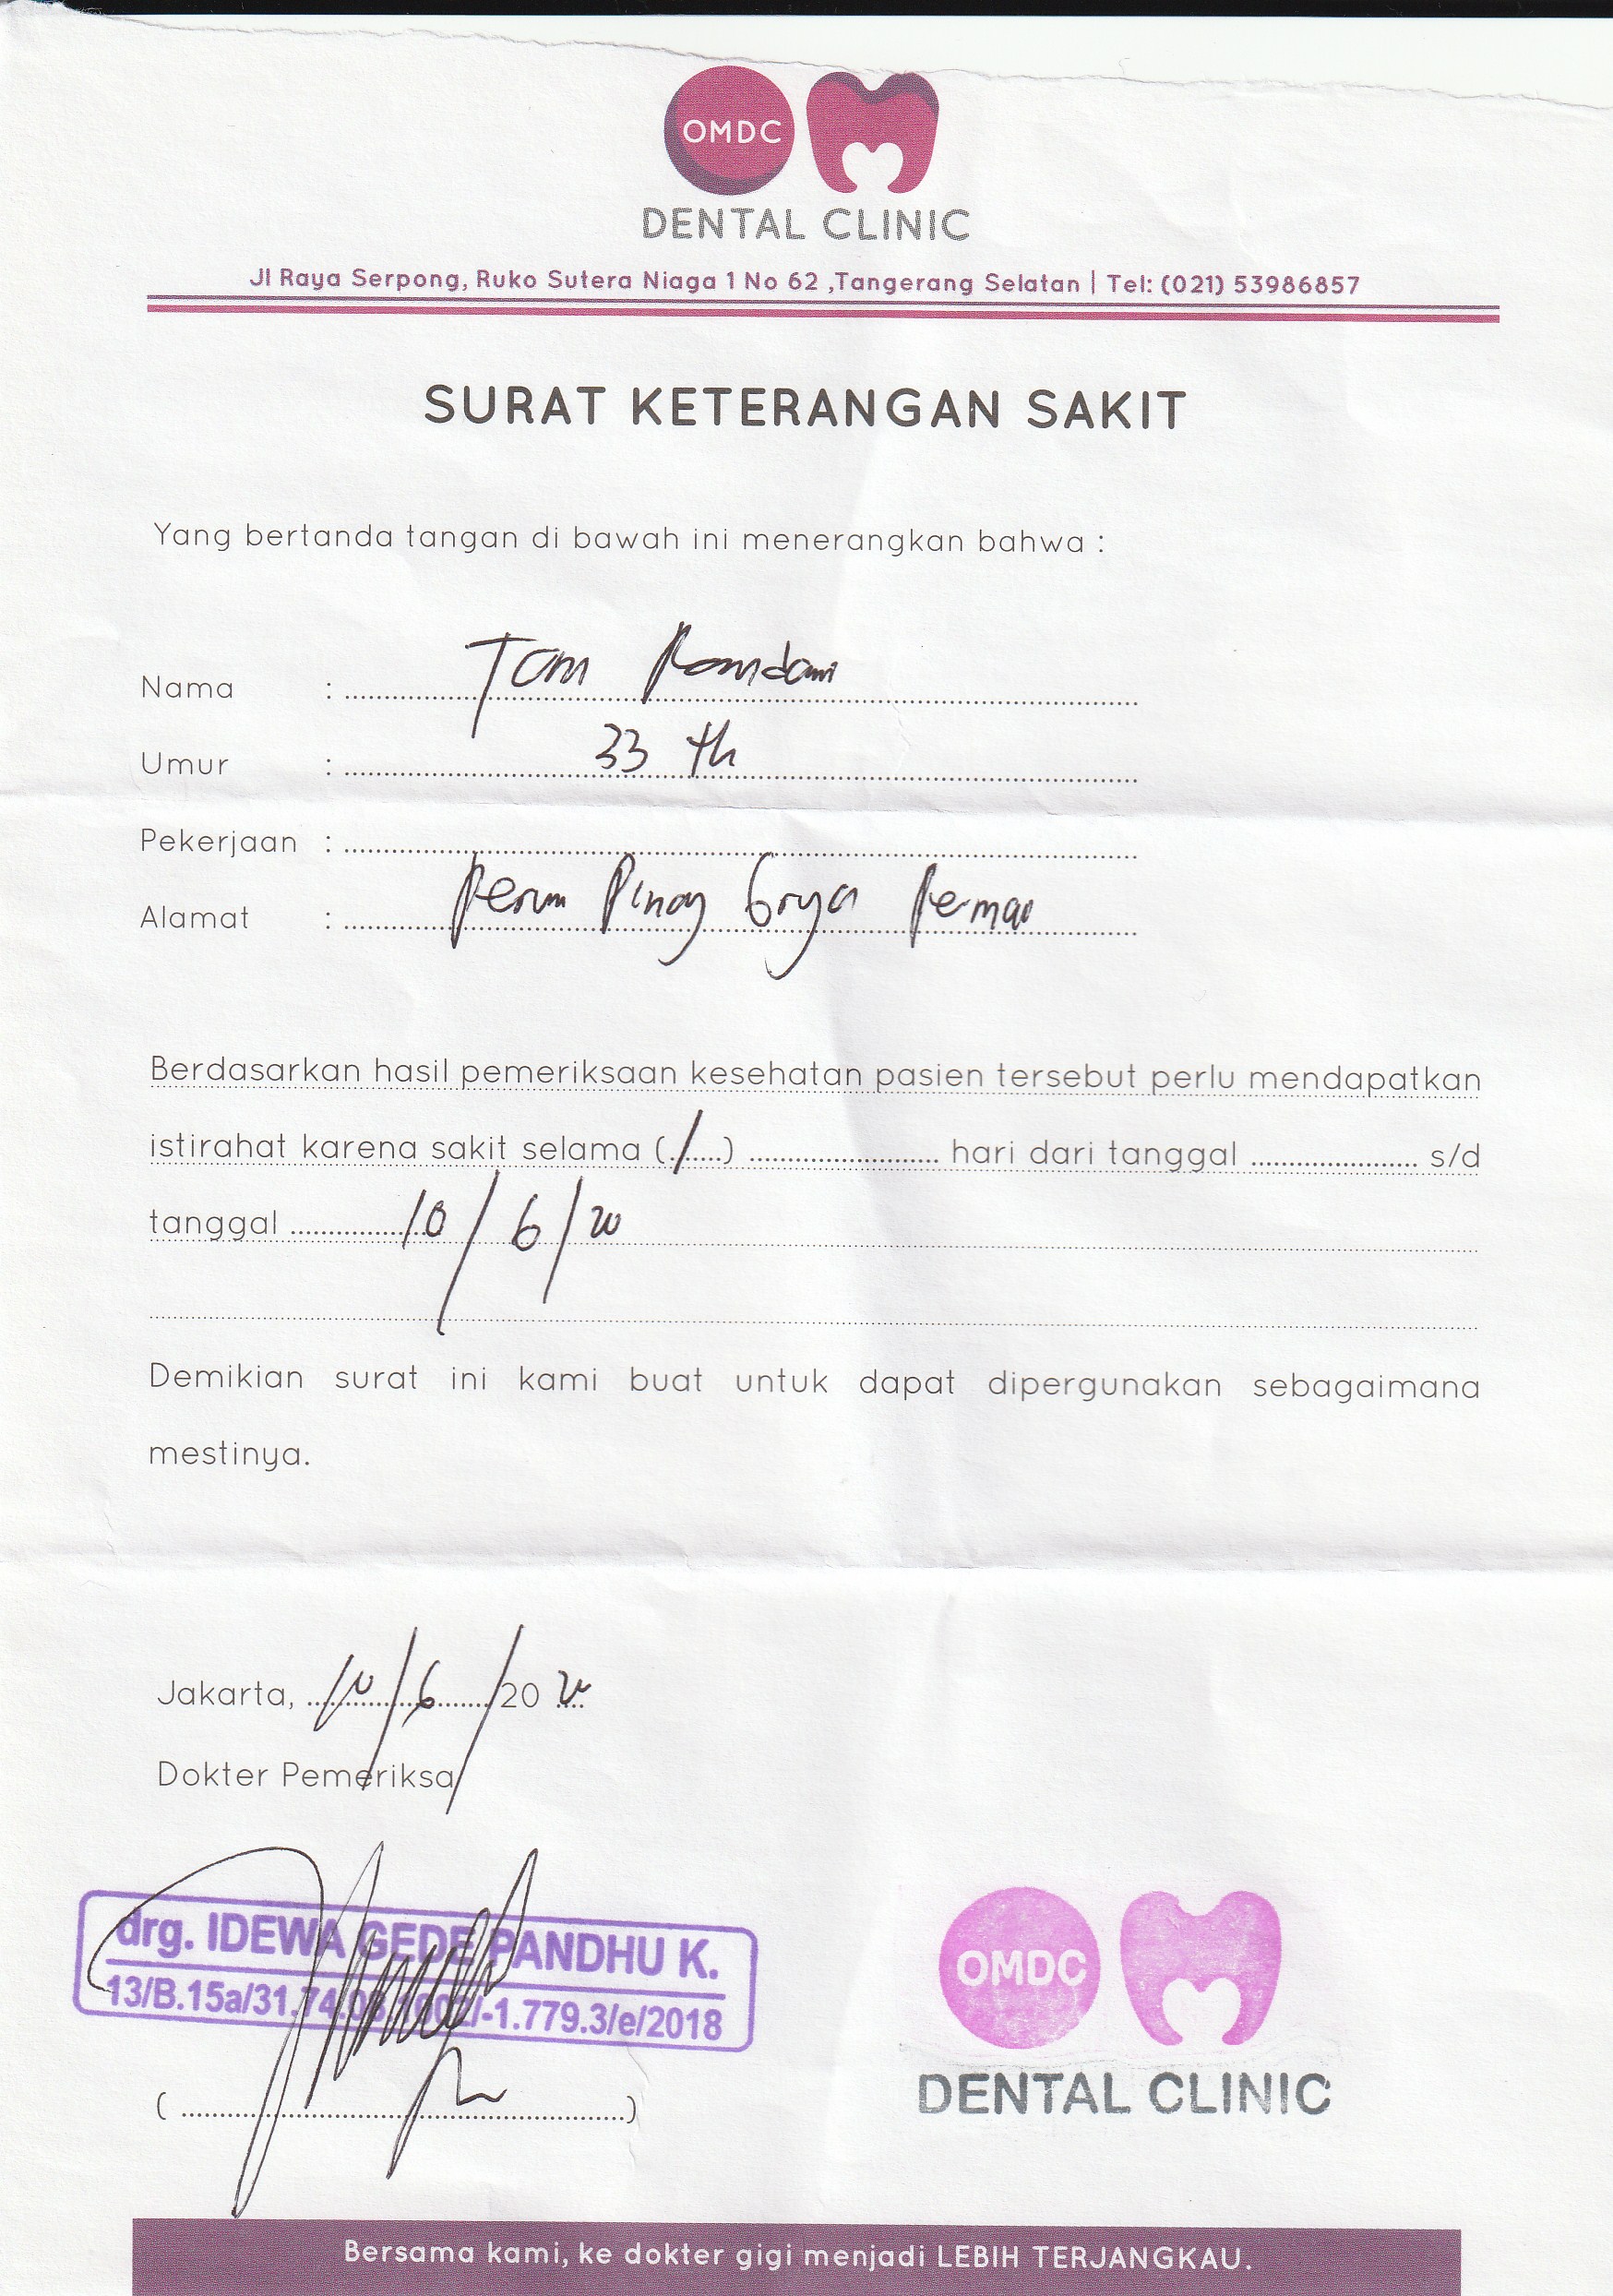 OMDC
DENTAL CLINIC
Jl Raya Serpong, Ruko Sutera Niaga 1 No 62 ,Tangerang Selatan | Tel: (021) 53986857
SURAT KETERANGAN SAKIT
Yang bertanda tangan di bawah ini menerangkan bahwa :
Nama : Tom Ramdani
Umur : 33 th
Pekerjaan :
Alamat : Perum Pinang Grya Permai
Berdasarkan hasil pemeriksaan kesehatan pasien tersebut perlu mendapatkan
istirahat karena sakit selama (1) hari dari tanggal s/d
tanggal 10/6/20
Demikian surat ini kami buat untuk dapat dipergunakan sebagaimana
mestinya.
Jakarta, 10/6/20 20
Dokter Pemeriksa
drg. IDEWA GEDE PANDHU K.
13/B.15a/31.74.0 /-1.779.3/e/2018
( )
OMDC
DENTAL CLINIC
Bersama kami, ke dokter gigi menjadi LEBIH TERJANGKAU.